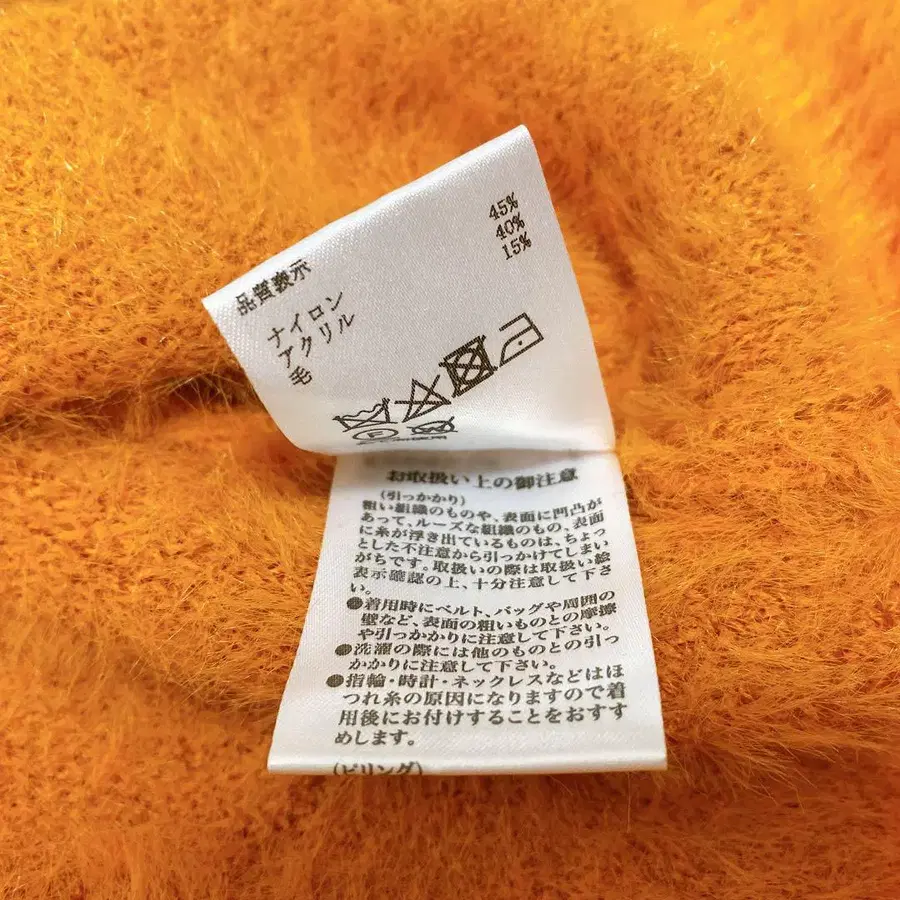 品質表示
ナイロン 45%
アクリル 40%
毛 15%
お取扱い上の御注意
(引っかかり)
粗い組織のものや、表面に凹凸が
あって、ルーズな組織のもの、表面
に糸が浮き出ているものは、ちょっ
とした不注意から引っかけてしまい
がちです。取扱いの際は取扱い絵
表示確認の上、十分注意して下さ
い。
●着用時にベルト、バッグや周囲の
壁など、表面の粗いものとの摩擦
や引っかかりに注意して下さい。
●洗濯の際には他のものとの引っ
かかりに注意して下さい。
●指輪・時計・ネックレスなどはほ
つれ糸の原因になりますので着
用後にお付けすることをおすす
めします。
(ピリング)